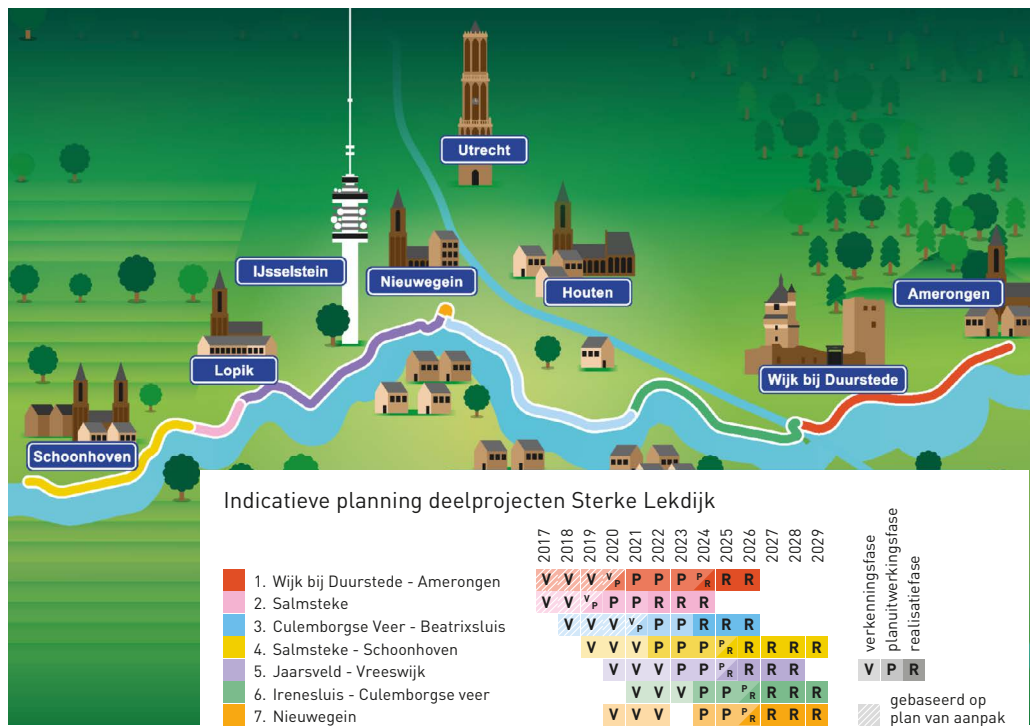 Utrecht
IJsselstein
Nieuwegein
Houten
Amerongen
Lopik
Wijk bij Duurstede
Schoonhoven
Indicatieve planning deelprojecten Sterke Lekdijk
2017 2018 2019 2020 2021 2022 2023 2024 2025 2026 2027 2028 2029
1. Wijk bij Duurstede - Amerongen V V V V P P P P P R R R
2. Salmsteke V V V P P P R R R
3. Culemborgse Veer - Beatrixsluis V V V V P P P R R R
4. Salmsteke - Schoonhoven V V V P P P P R R R R R
5. Jaarsveld - Vreeswijk V V V P P P R R R R
6. Irenesluis - Culemborgse veer V V V P P P R R R R
7. Nieuwegein V V V P P P R R R R
verkenningsfase
planuitwerkingsfase
realisatiefase
V P R
gebaseerd op
plan van aanpak